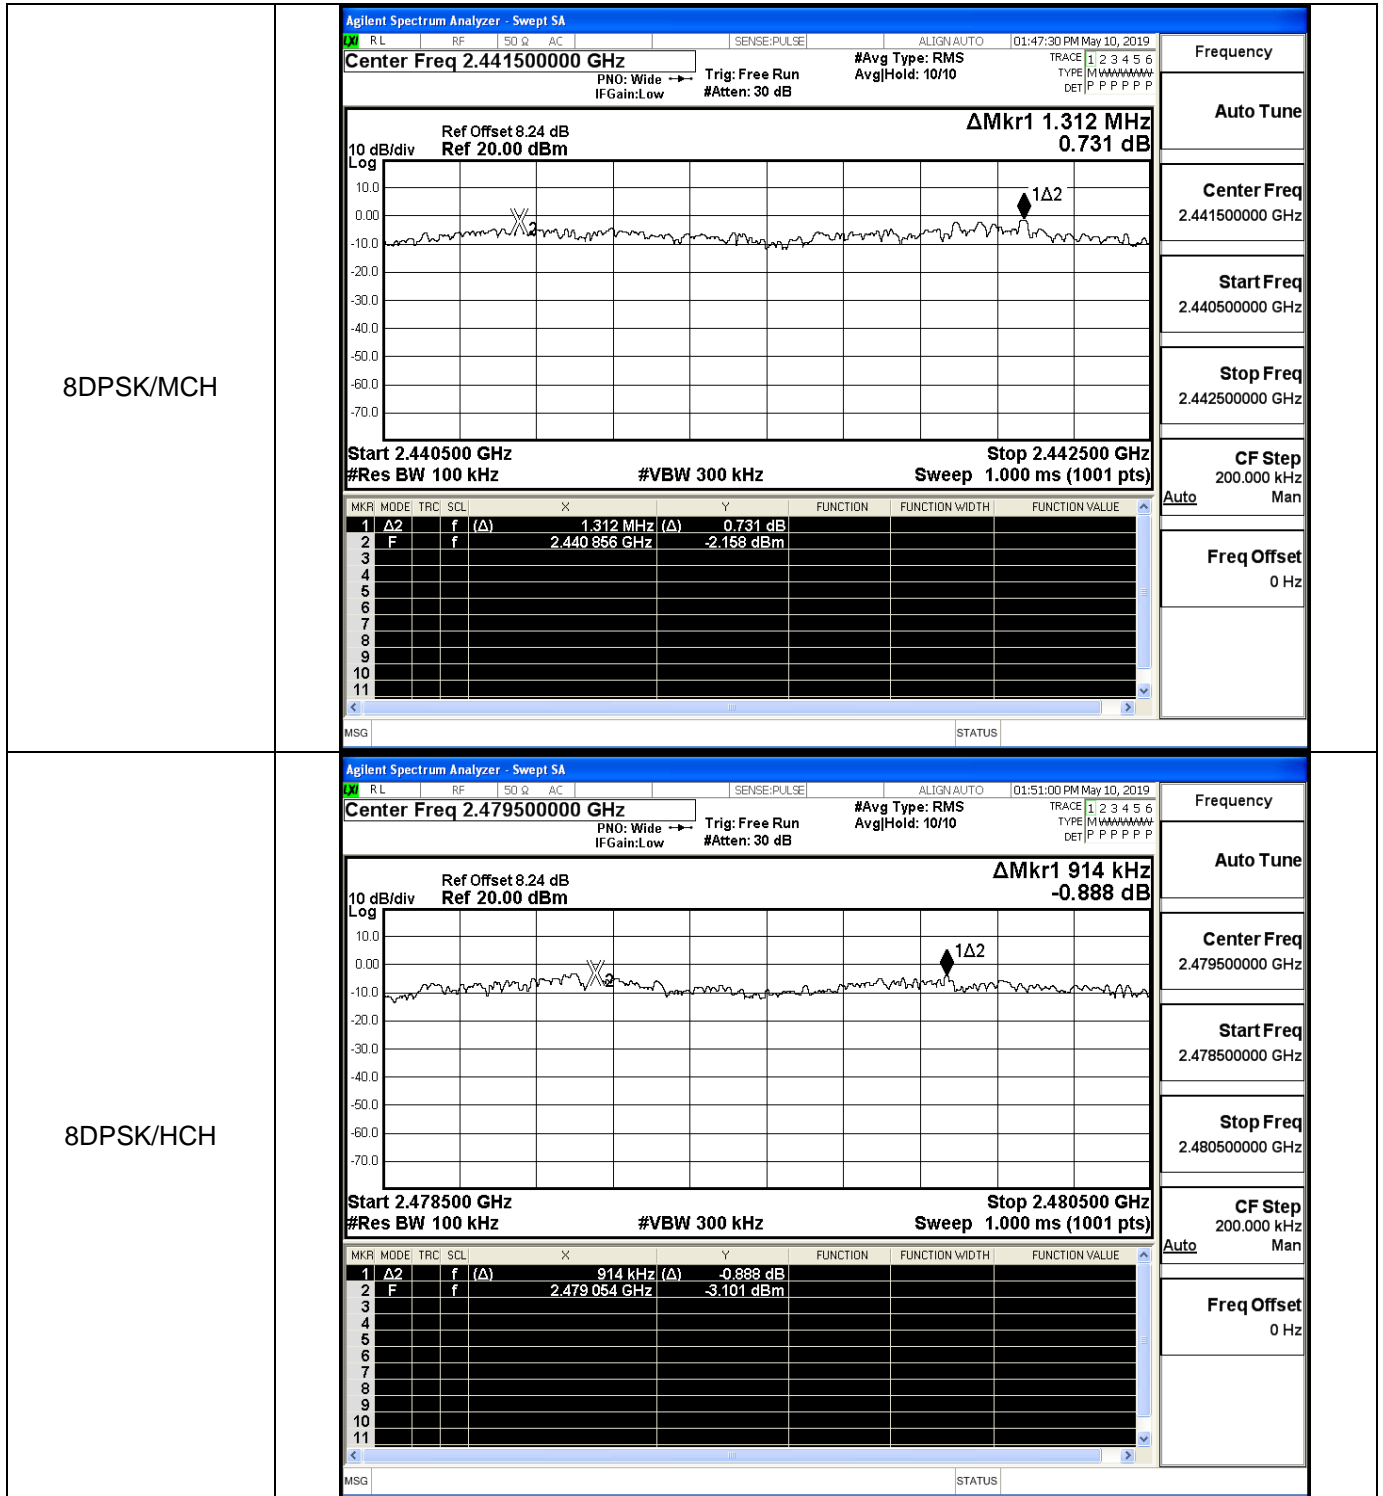 8DPSK/MCH
Agilent Spectrum Analyzer - Swept SA
LXI RL RF 50 Ω AC SENSE:PULSE ALIGN AUTO 01:47:30 PM May 10, 2019
Center Freq 2.441500000 GHz
PNO: Wide
IFGain:Low
Trig: Free Run
#Atten: 30 dB
#Avg Type: RMS
Avg|Hold: 10/10
TRACE 1 2 3 4 5 6
TYPE M WWWWW
DET P P P P P P
Ref Offset 8.24 dB
10 dB/div Ref 20.00 dBm
Log
ΔMkr1 1.312 MHz
0.731 dB
10.0
0.00
-10.0
-20.0
-30.0
-40.0
-50.0
-60.0
-70.0
2
1Δ2
Start 2.440500 GHz Stop 2.442500 GHz
#Res BW 100 kHz #VBW 300 kHz Sweep 1.000 ms (1001 pts)
MKR MODE TRC SCL X Y FUNCTION FUNCTION WIDTH FUNCTION VALUE
1 Δ2 f (Δ) 1.312 MHz (Δ) 0.731 dB
2 F f 2.440 856 GHz -2.158 dBm
3
4
5
6
7
8
9
10
11
MSG STATUS
Frequency
Auto Tune
Center Freq
2.441500000 GHz
Start Freq
2.440500000 GHz
Stop Freq
2.442500000 GHz
CF Step
200.000 kHz
Auto Man
Freq Offset
0 Hz
8DPSK/HCH
Agilent Spectrum Analyzer - Swept SA
LXI RL RF 50 Ω AC SENSE:PULSE ALIGN AUTO 01:51:00 PM May 10, 2019
Center Freq 2.479500000 GHz
PNO: Wide
IFGain:Low
Trig: Free Run
#Atten: 30 dB
#Avg Type: RMS
Avg|Hold: 10/10
TRACE 1 2 3 4 5 6
TYPE M WWWWW
DET P P P P P P
Ref Offset 8.24 dB
10 dB/div Ref 20.00 dBm
Log
ΔMkr1 914 kHz
-0.888 dB
10.0
0.00
-10.0
-20.0
-30.0
-40.0
-50.0
-60.0
-70.0
2
1Δ2
Start 2.478500 GHz Stop 2.480500 GHz
#Res BW 100 kHz #VBW 300 kHz Sweep 1.000 ms (1001 pts)
MKR MODE TRC SCL X Y FUNCTION FUNCTION WIDTH FUNCTION VALUE
1 Δ2 f (Δ) 914 kHz (Δ) -0.888 dB
2 F f 2.479 054 GHz -3.101 dBm
3
4
5
6
7
8
9
10
11
MSG STATUS
Frequency
Auto Tune
Center Freq
2.479500000 GHz
Start Freq
2.478500000 GHz
Stop Freq
2.480500000 GHz
CF Step
200.000 kHz
Auto Man
Freq Offset
0 Hz